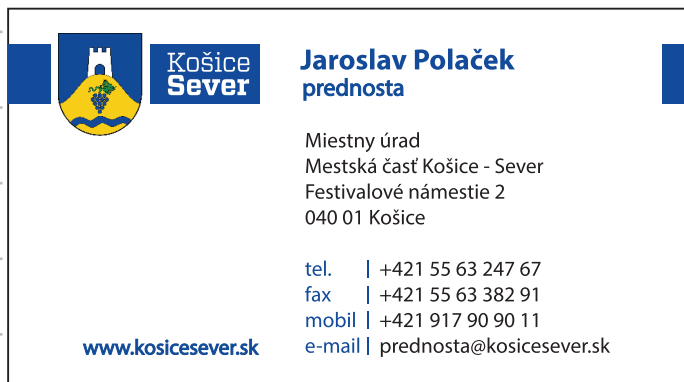 Košice
Sever
Jaroslav Polaček
prednosta
Miestny úrad
Mestská časť Košice - Sever
Festivalové námestie 2
040 01 Košice
tel. | +421 55 63 247 67
fax | +421 55 63 382 91
mobil | +421 917 90 90 11
e-mail | prednosta@kosicesever.sk
www.kosicesever.sk